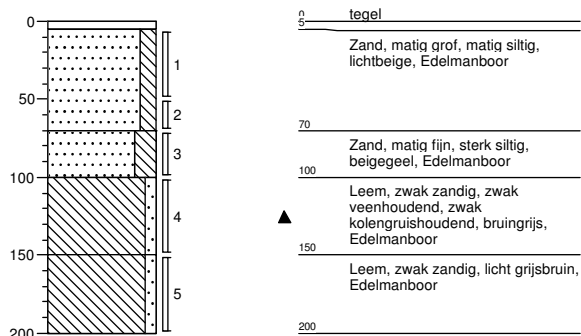 0
50
100
150
200
1
2
3
4
5
0 tegel
5
Zand, matig grof, matig siltig,
lichtbeige, Edelmanboor
70
Zand, matig fijn, sterk siltig,
beigegeel, Edelmanboor
100
Leem, zwak zandig, zwak
veenhoudend, zwak
kolengruishoudend, bruingrijs,
Edelmanboor
150
Leem, zwak zandig, licht grijsbruin,
Edelmanboor
200